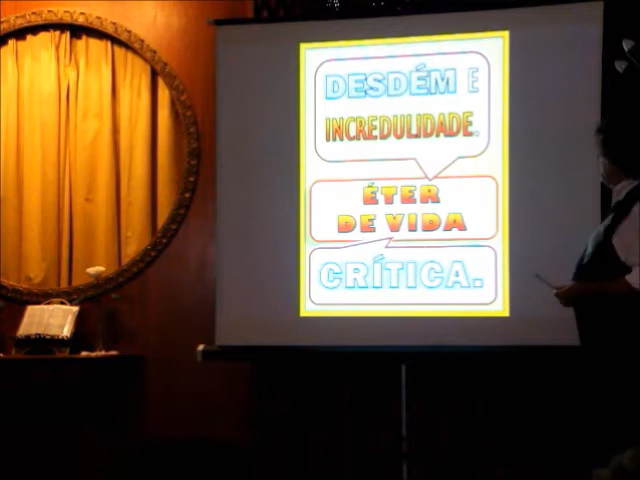 DESDÉM E
INCREDULIDADE.
ÉTER
DE VIDA
CRÍTICA.